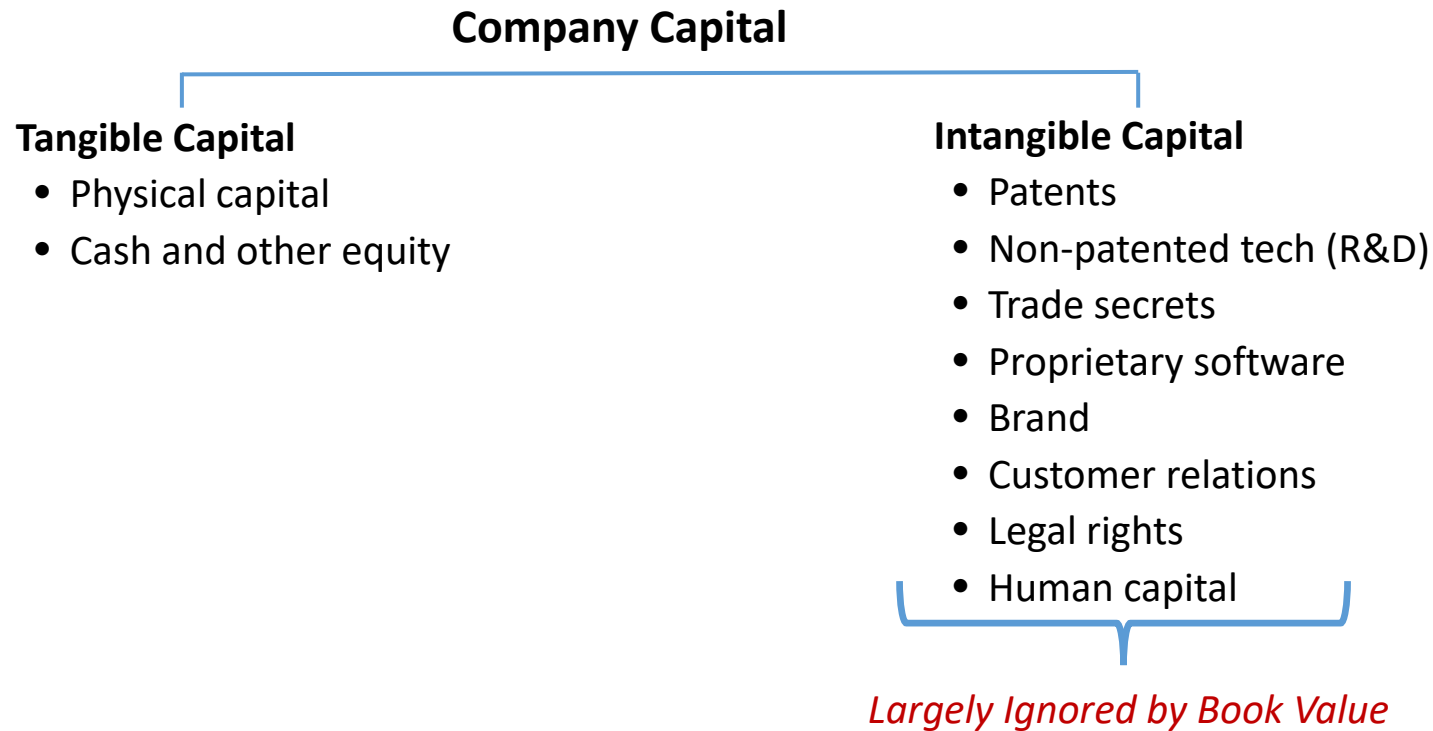 Company Capital
Tangible Capital
• Physical capital
• Cash and other equity
Intangible Capital
• Patents
• Non-patented tech (R&D)
• Trade secrets
• Proprietary software
• Brand
• Customer relations
• Legal rights
• Human capital
Largely Ignored by Book Value